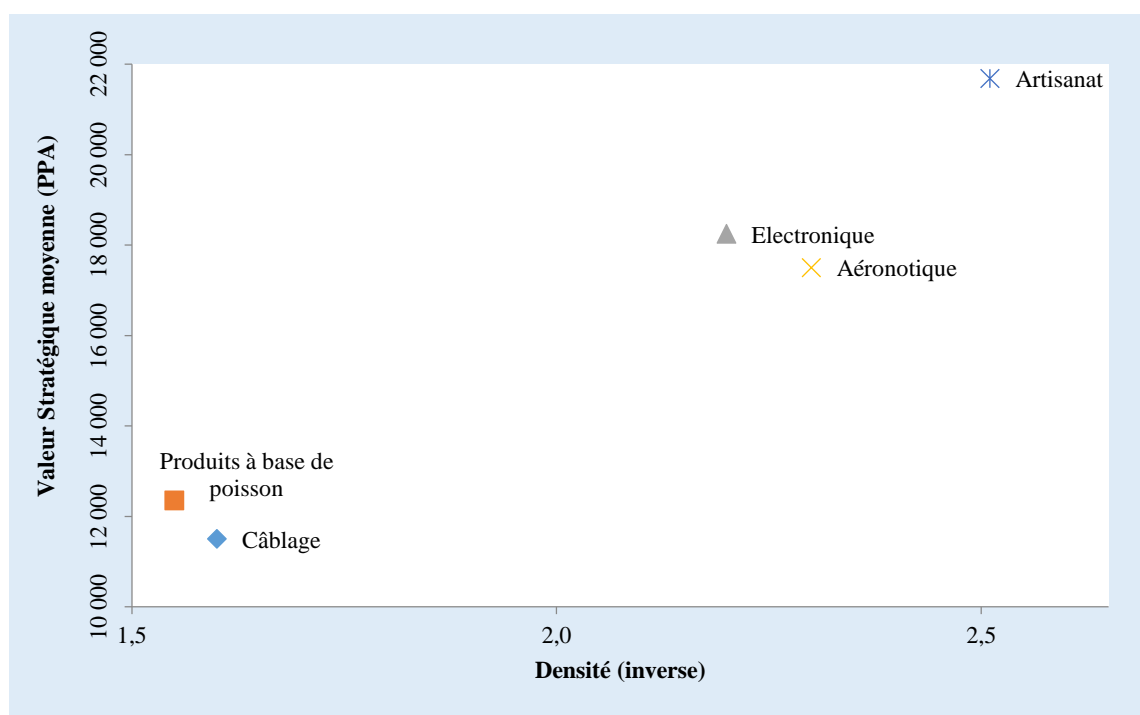 22 000
20 000
18 000
16 000
14 000
12 000
10 000
Valeur Stratégique moyenne (PPA)
Artisanat
Electronique
Aéronotique
Produits à base de
poisson
Câblage
1,5
2,0
2,5
Densité (inverse)